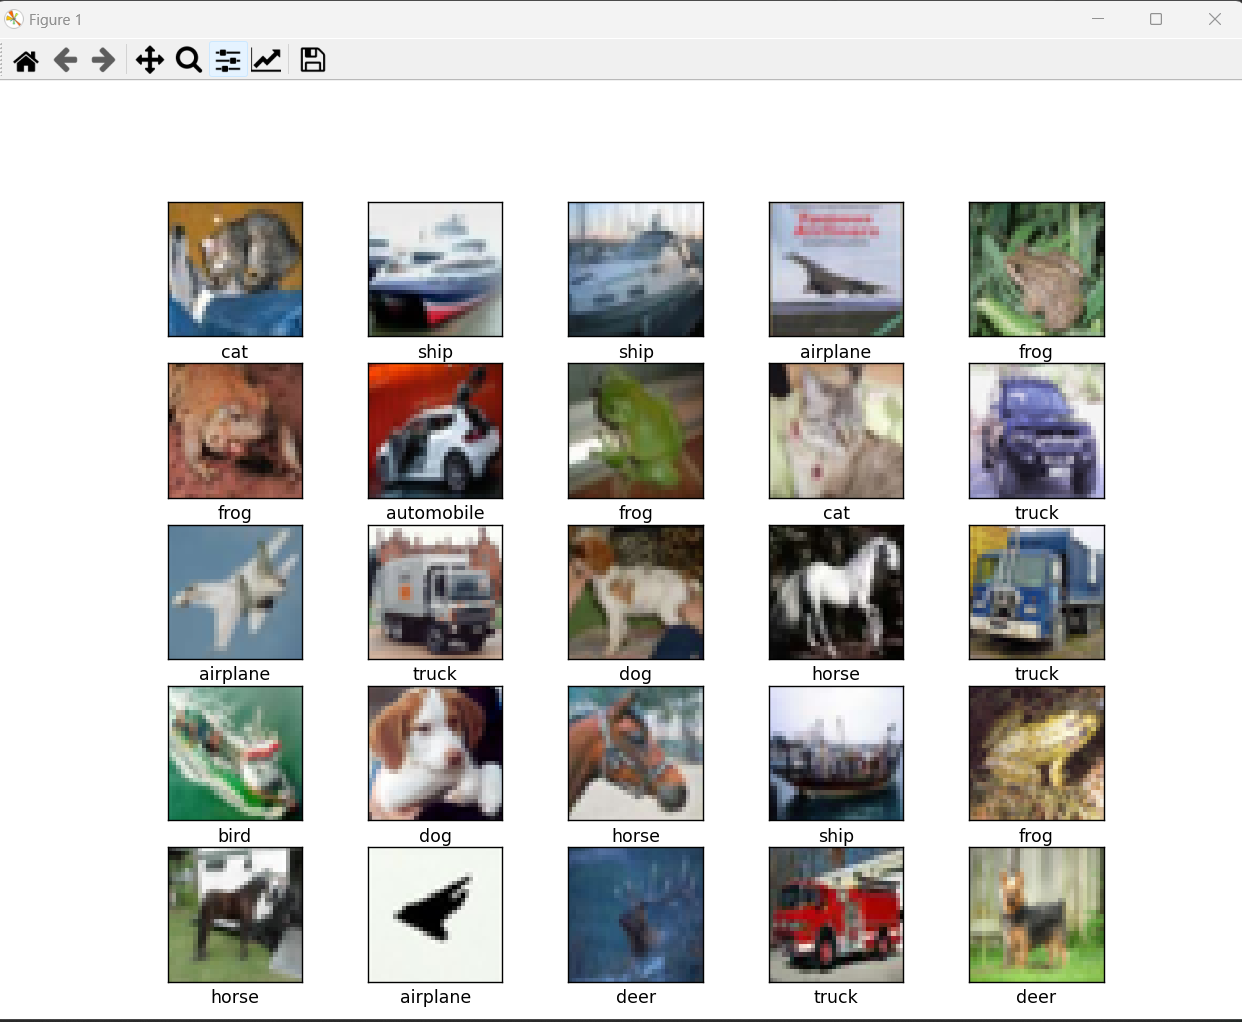 Figure 1
cat
ship
ship
airplane
frog
frog
automobile
frog
cat
truck
airplane
truck
dog
horse
truck
bird
dog
horse
ship
frog
horse
airplane
deer
truck
deer